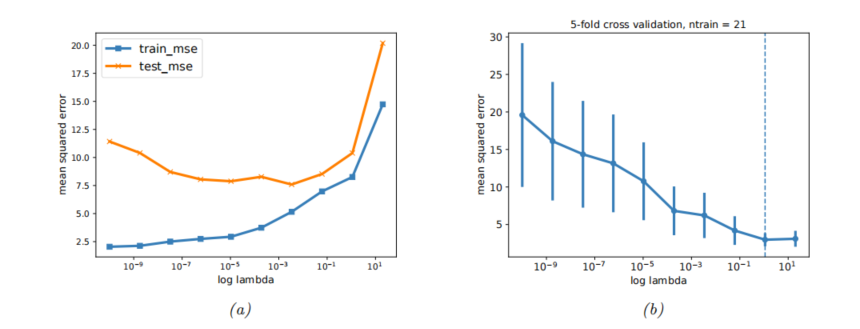 train_mse
test_mse
mean squared error
20.0
17.5
15.0
12.5
10.0
7.5
5.0
2.5
10⁻⁹
10⁻⁷
10⁻⁵
10⁻³
10⁻¹
10¹
log lambda
(a)
5-fold cross validation, ntrain = 21
mean squared error
30
25
20
15
10
5
10⁻⁹
10⁻⁷
10⁻⁵
10⁻³
10⁻¹
10¹
log lambda
(b)